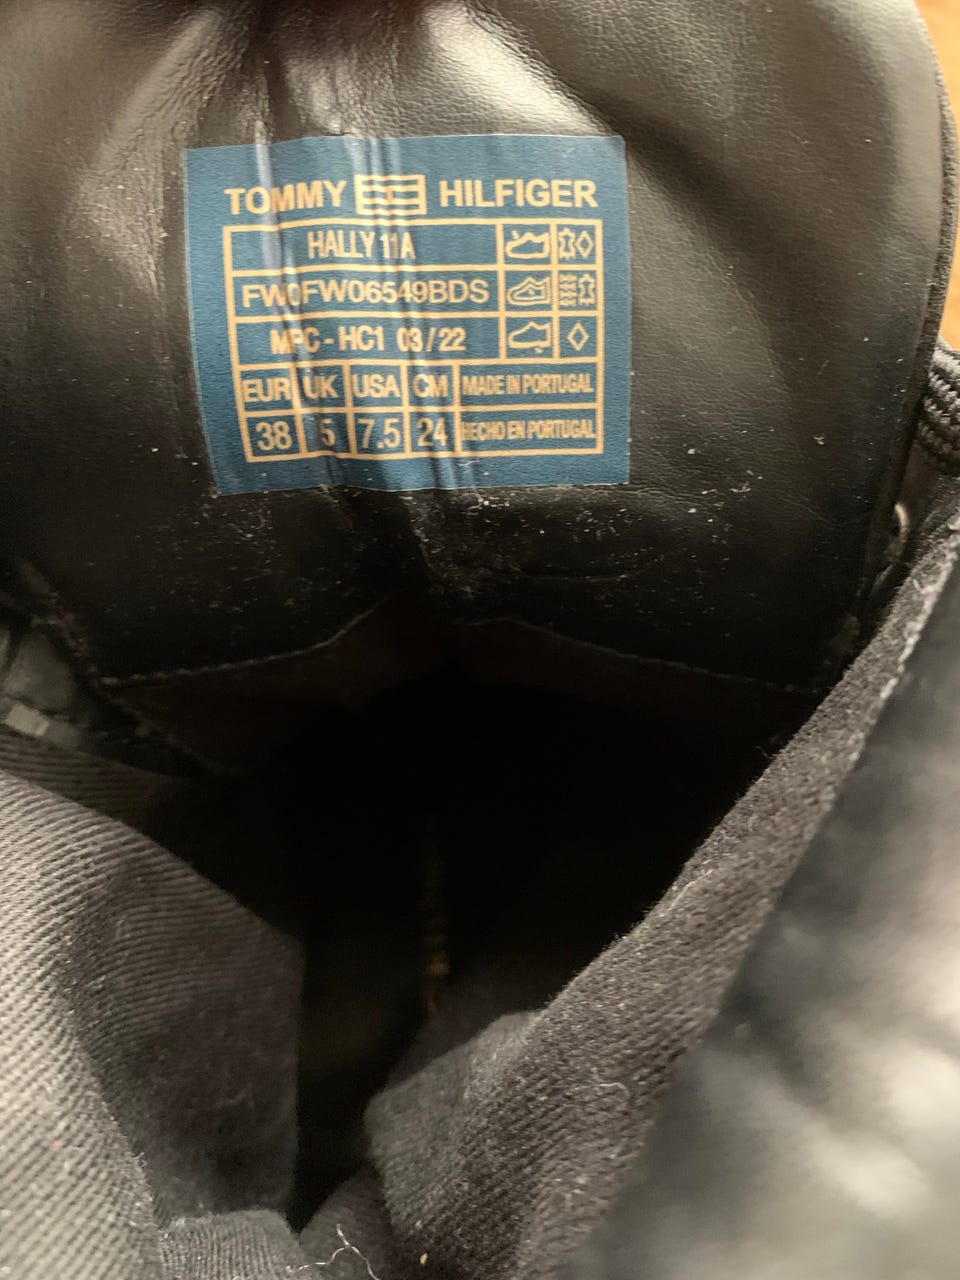 TOMMY HILFIGER
HALLY 11A
FW0FW06549BDS
MPC - HC1 03/22
EUR UK USA CM MADE IN PORTUGAL
38 5 7.5 24 HECHO EN PORTUGAL